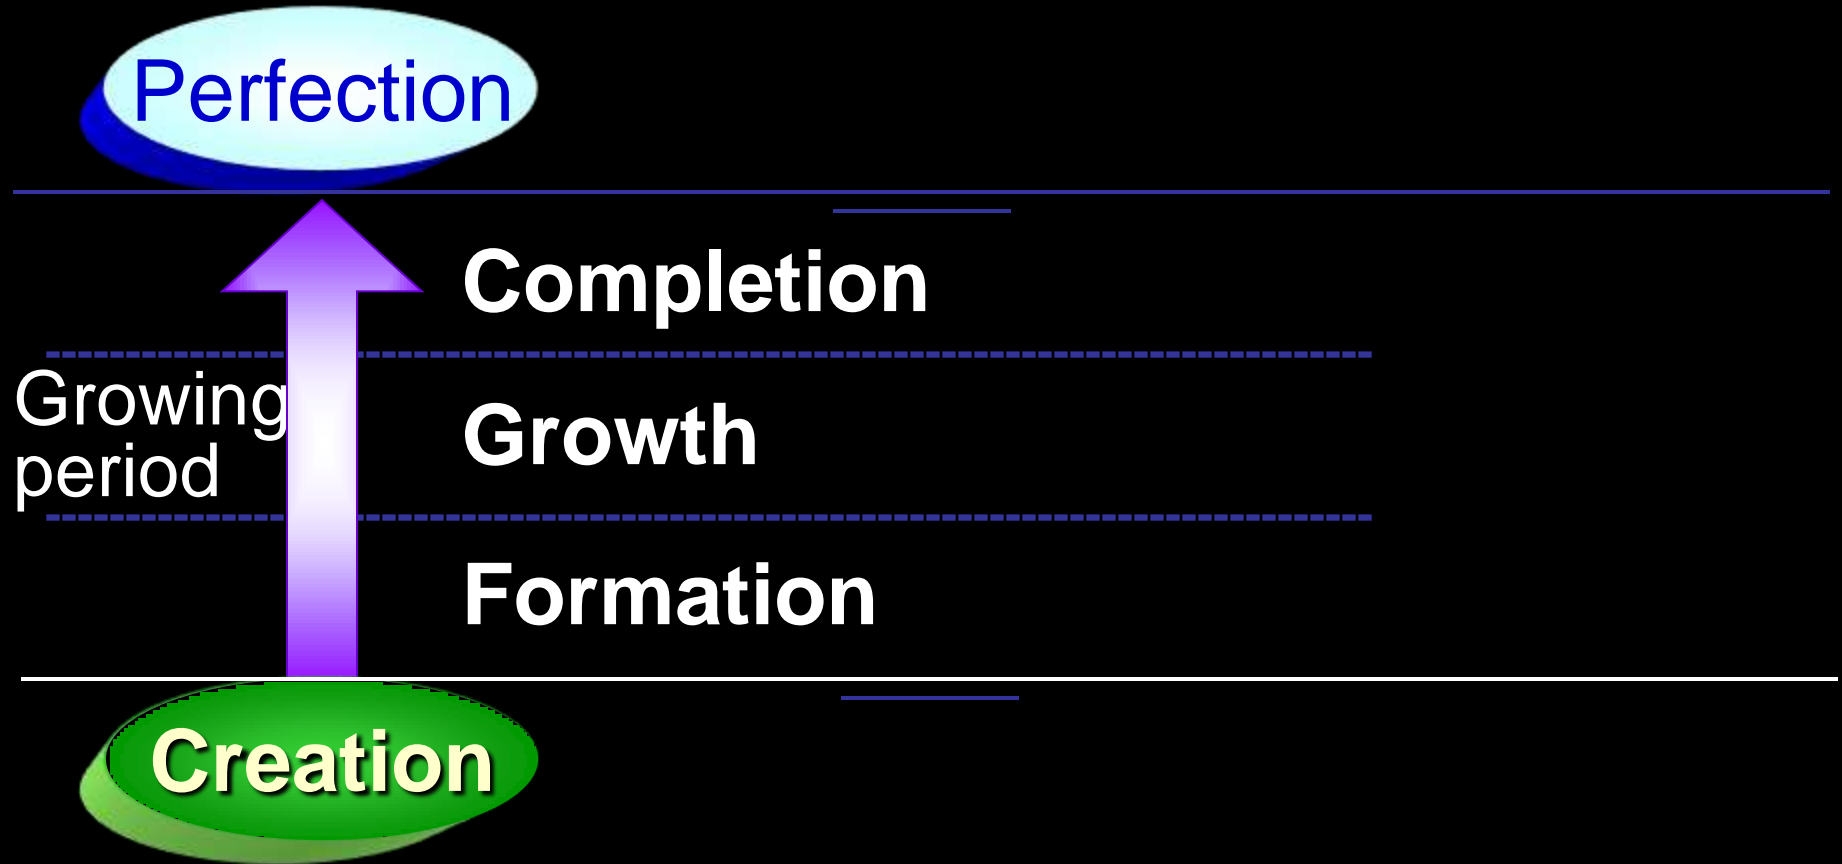 Perfection
Completion
Growing
period
Growth
Formation
Creation